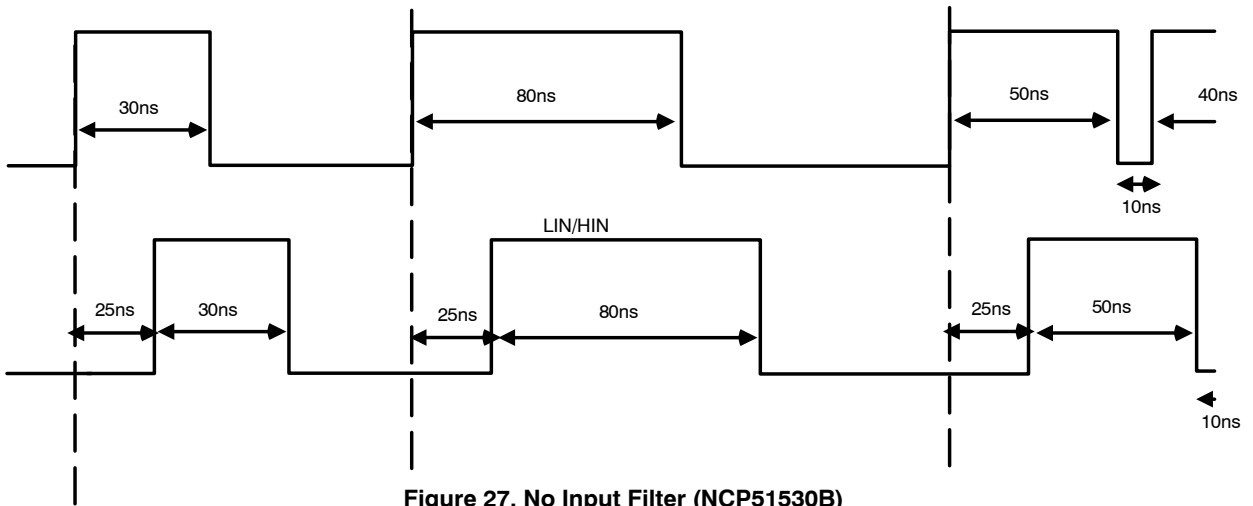 30ns
80ns
50ns
40ns
10ns
LIN/HIN
25ns
30ns
25ns
80ns
25ns
50ns
10ns
Figure 27. No Input Filter (NCP51530B)